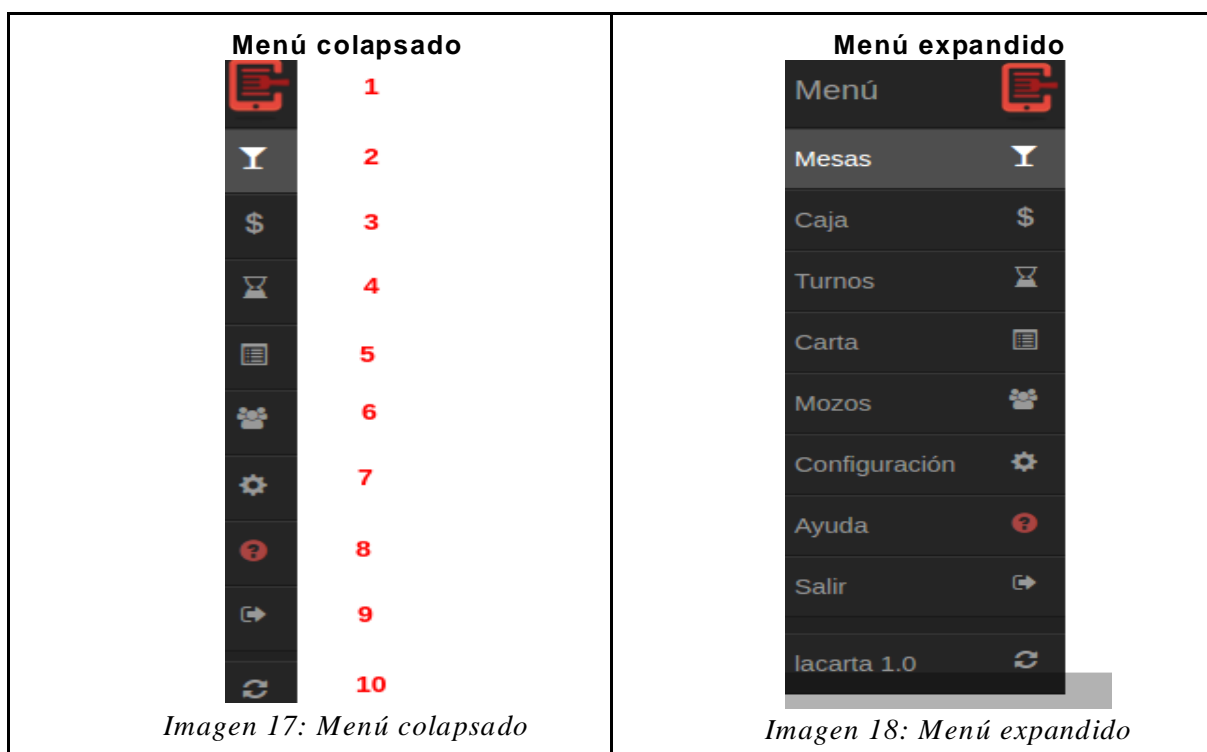 Menú colapsado
1
2
$
3
4
5
6
7
?
8
9
10
Imagen 17: Menú colapsado
Menú expandido
Menú
Mesas
Caja $
Turnos
Carta
Mozos
Configuración
Ayuda ?
Salir
lacarta 1.0
Imagen 18: Menú expandido